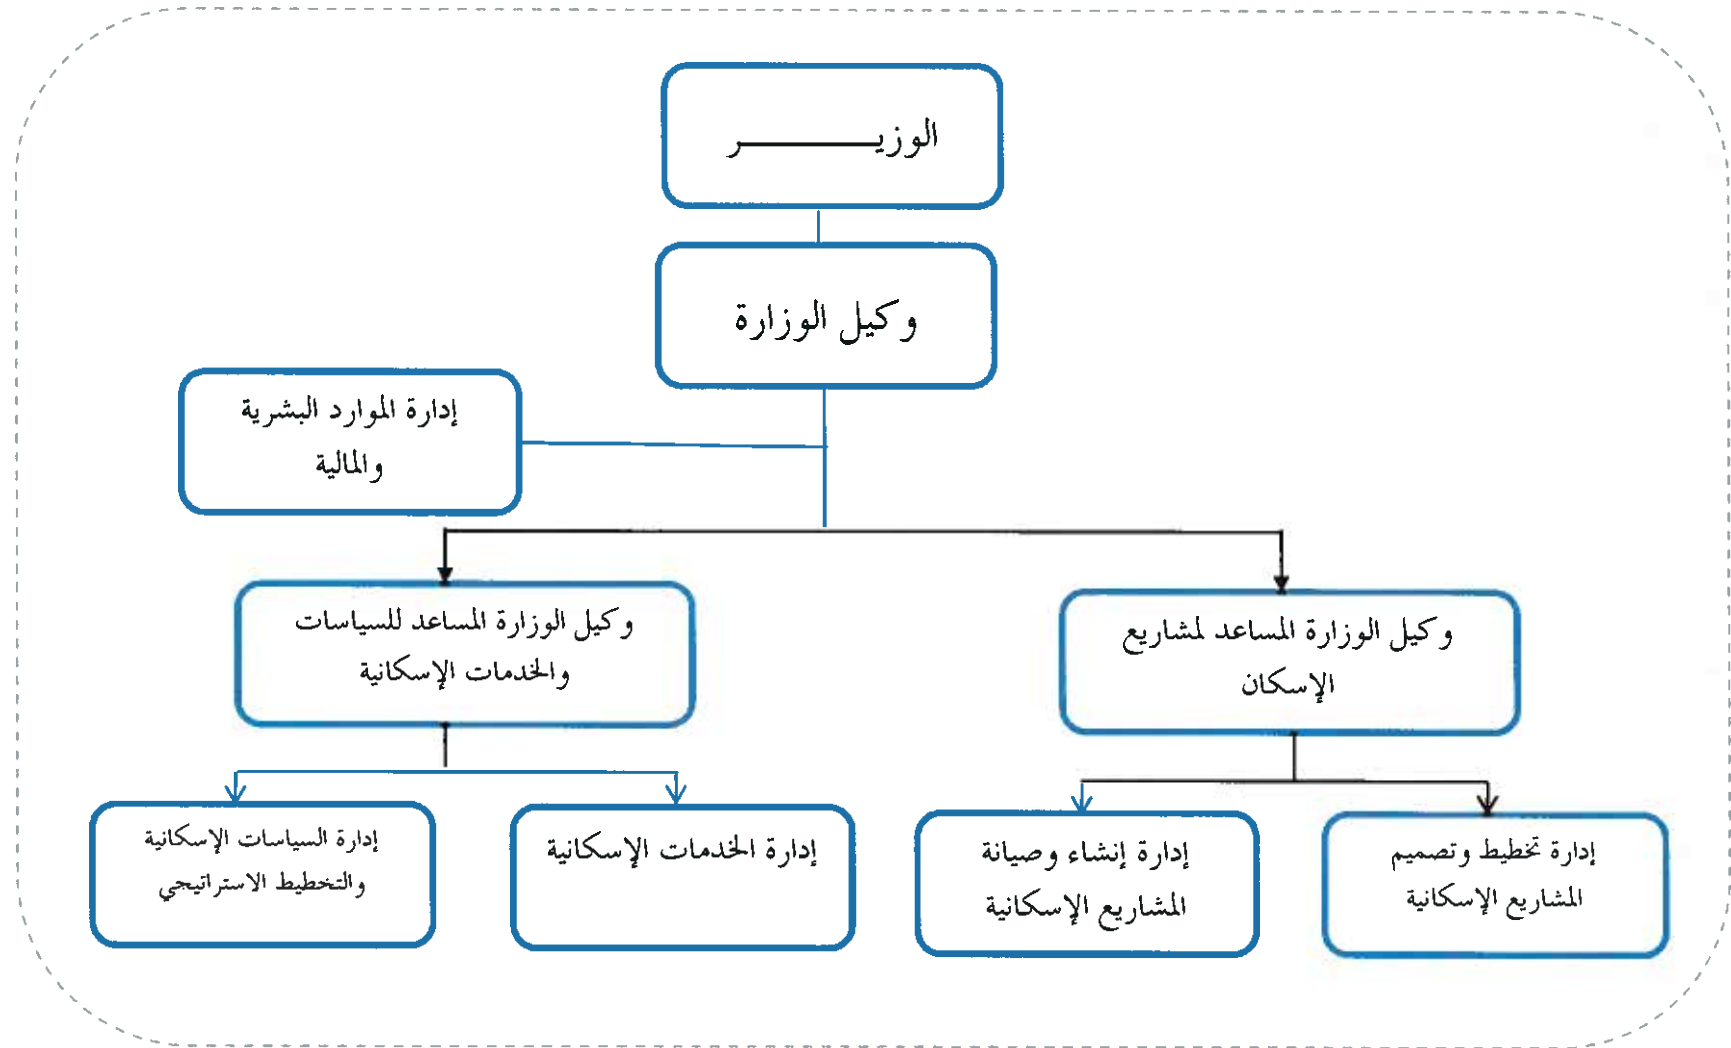 الوزيــــــر
وكيل الوزارة
إدارة الموارد البشرية
والمالية
وكيل الوزارة المساعد لمشاريع
الإسكان
وكيل الوزارة المساعد للسياسات
والخدمات الإسكانية
إدارة تخطيط وتصميم
المشاريع الإسكانية
إدارة إنشاء وصيانة
المشاريع الإسكانية
إدارة الخدمات الإسكانية
إدارة السياسات الإسكانية
والتخطيط الاستراتيجي